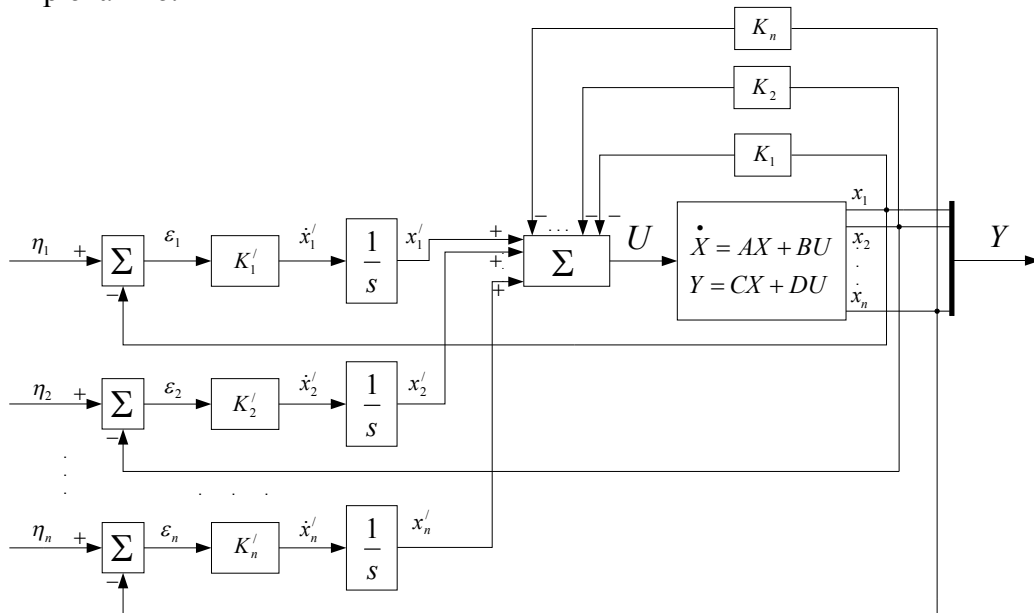 K_n
K_2
K_1
x_1
x_2
.
.
x_n
Ẋ = AX + BU
Y = CX + DU
Y
U
− . . . − −
+
+
.
+
Σ
η_1 + − Σ ε_1 K_1^/ ẋ_1^/ 1/s x_1^/
η_2 + − Σ ε_2 K_2^/ ẋ_2^/ 1/s x_2^/
. . .
. . . .
η_n + − Σ ε_n K_n^/ ẋ_n^/ 1/s x_n^/